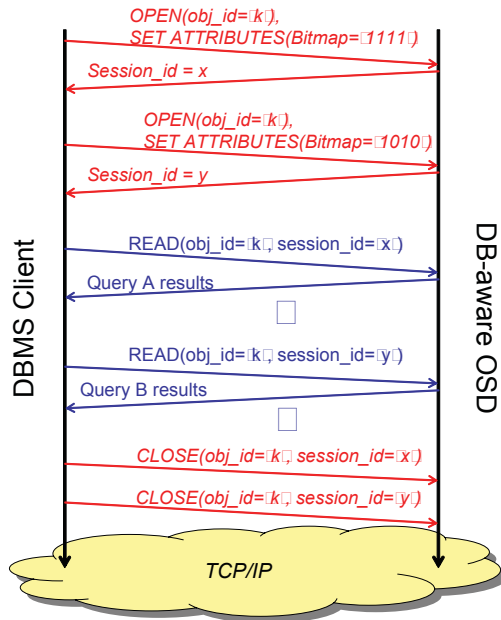 OPEN(obj_id=□k□),
SET ATTRIBUTES(Bitmap=□1111□)
Session_id = x
OPEN(obj_id=□k□),
SET ATTRIBUTES(Bitmap=□1010□)
Session_id = y
READ(obj_id=□k□, session_id=□x□)
Query A results
□
READ(obj_id=□k□, session_id=□y□)
Query B results
□
CLOSE(obj_id=□k□, session_id=□x□)
CLOSE(obj_id=□k□, session_id=□y□)
DBMS Client
DB-aware OSD
TCP/IP